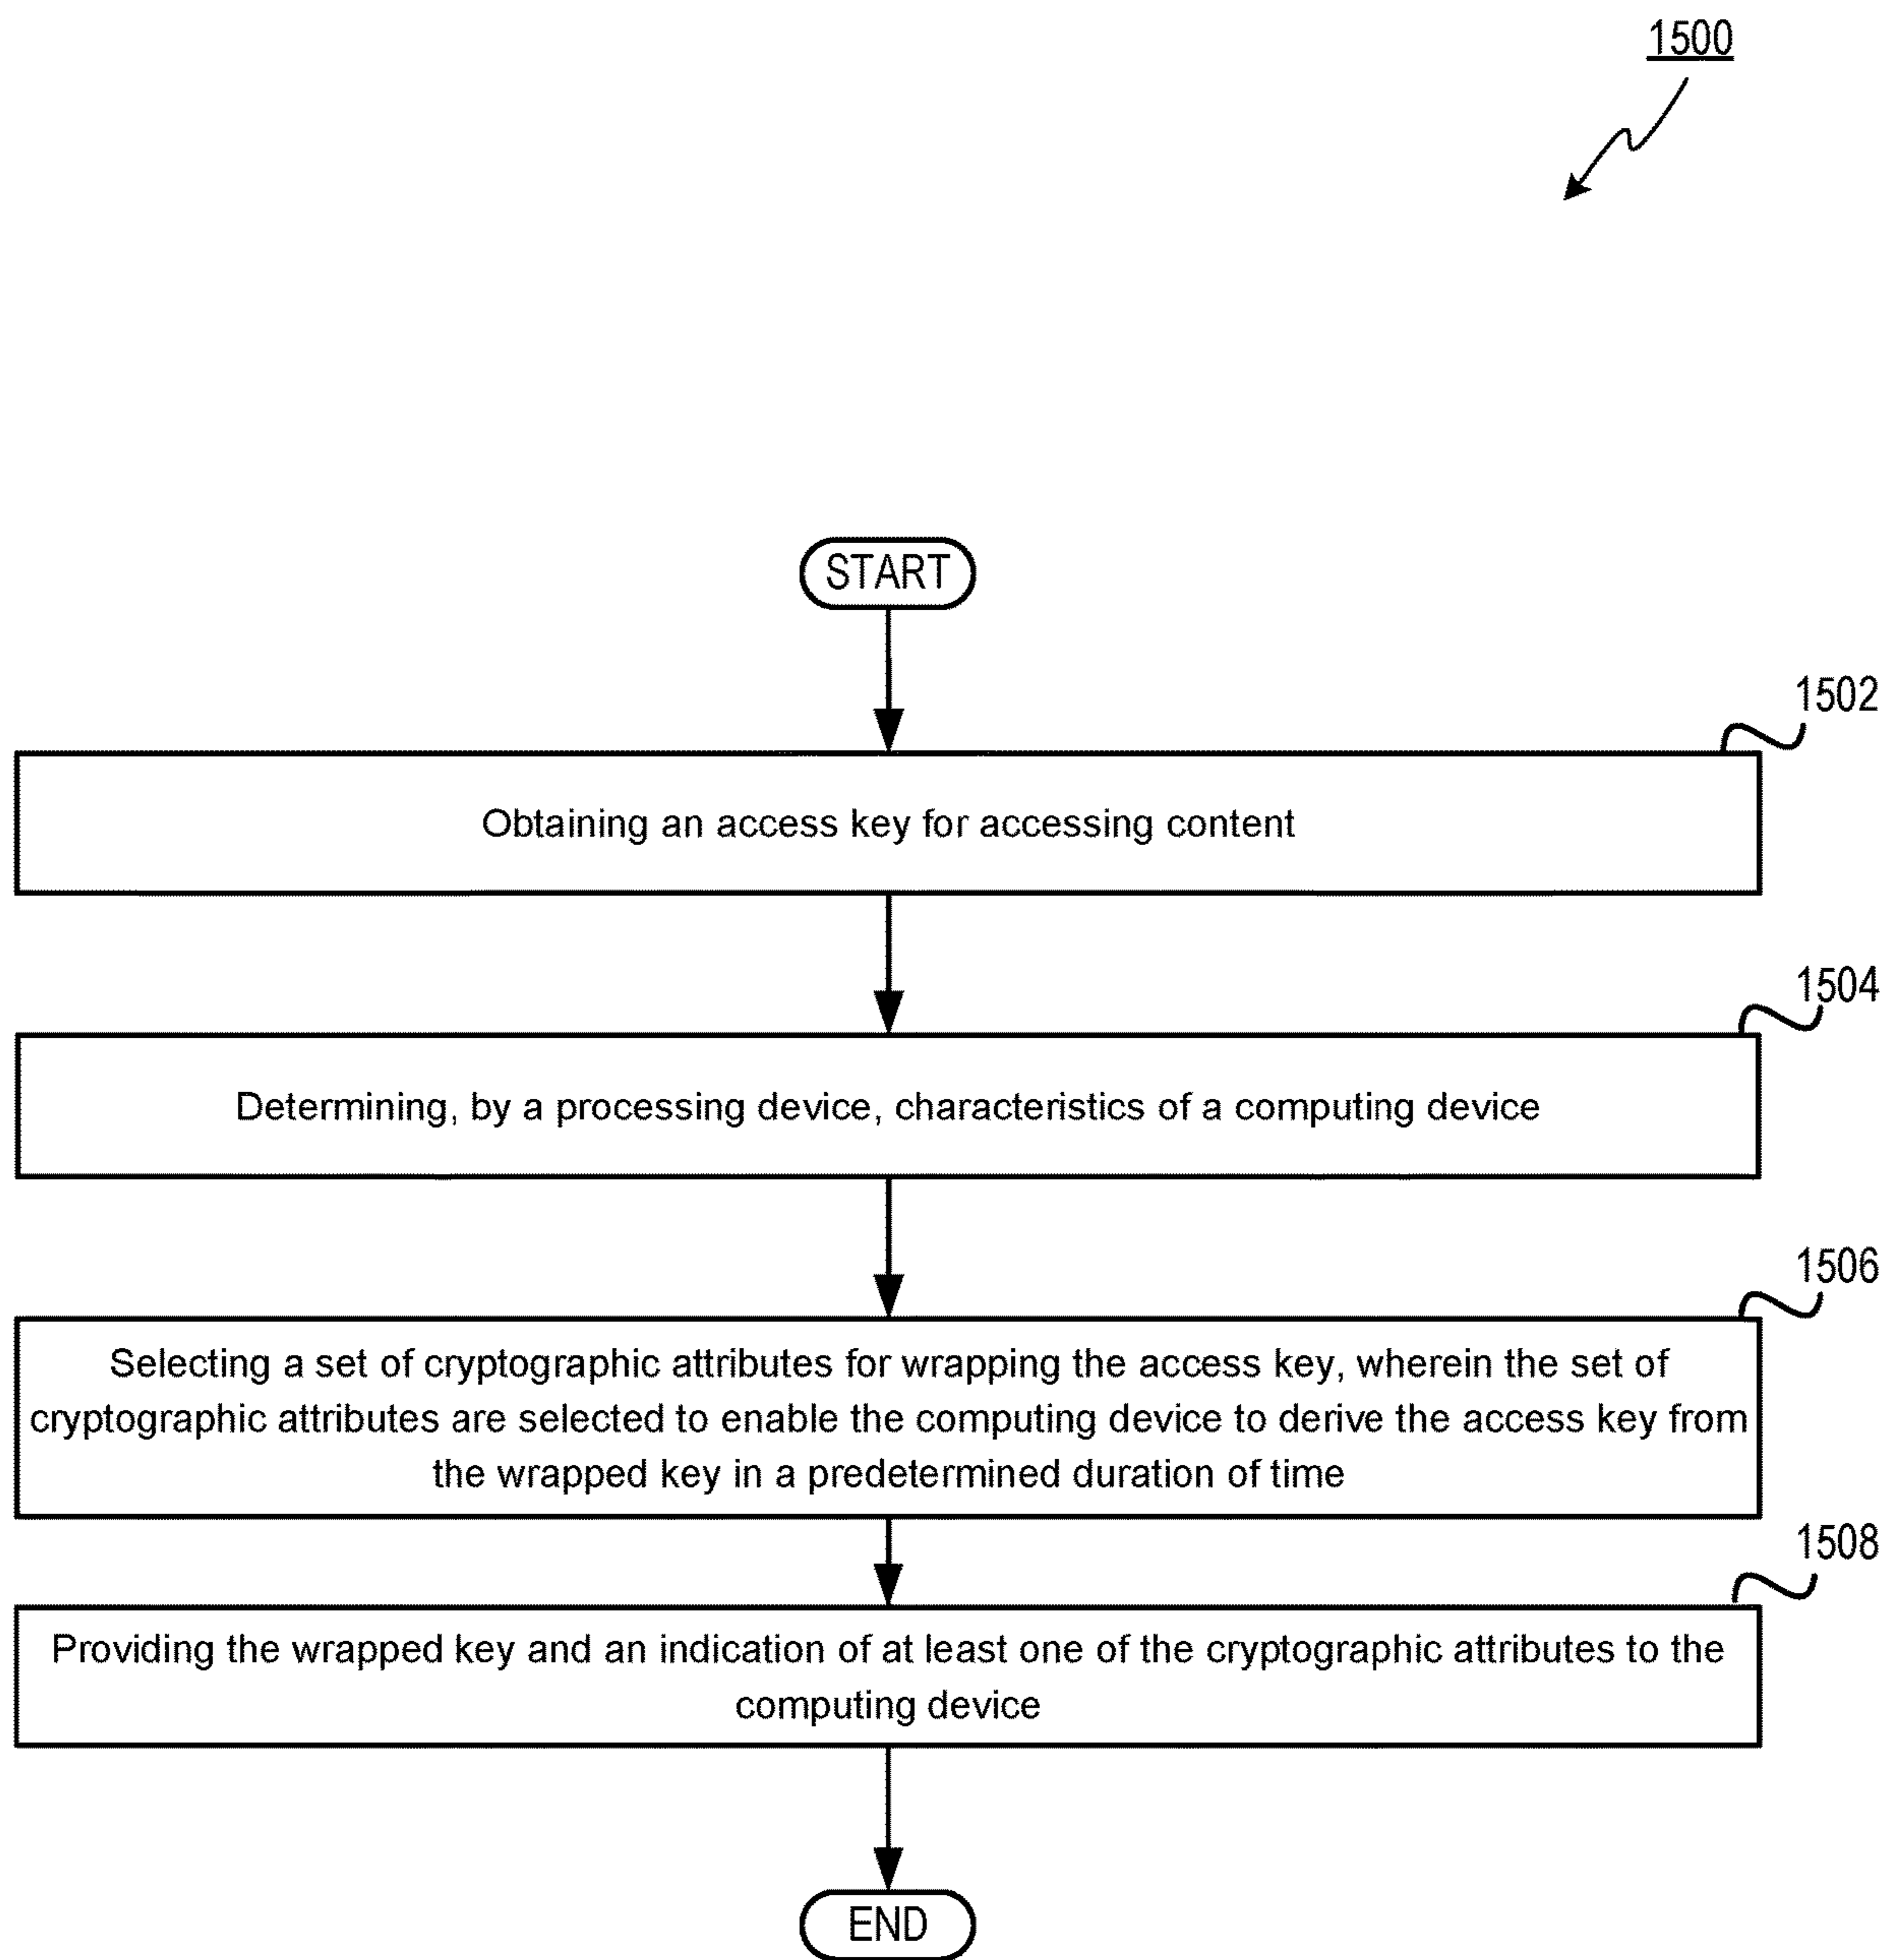 1500
START
1502
Obtaining an access key for accessing content
1504
Determining, by a processing device, characteristics of a computing device
1506
Selecting a set of cryptographic attributes for wrapping the access key, wherein the set of
cryptographic attributes are selected to enable the computing device to derive the access key from
the wrapped key in a predetermined duration of time
1508
Providing the wrapped key and an indication of at least one of the cryptographic attributes to the
computing device
END